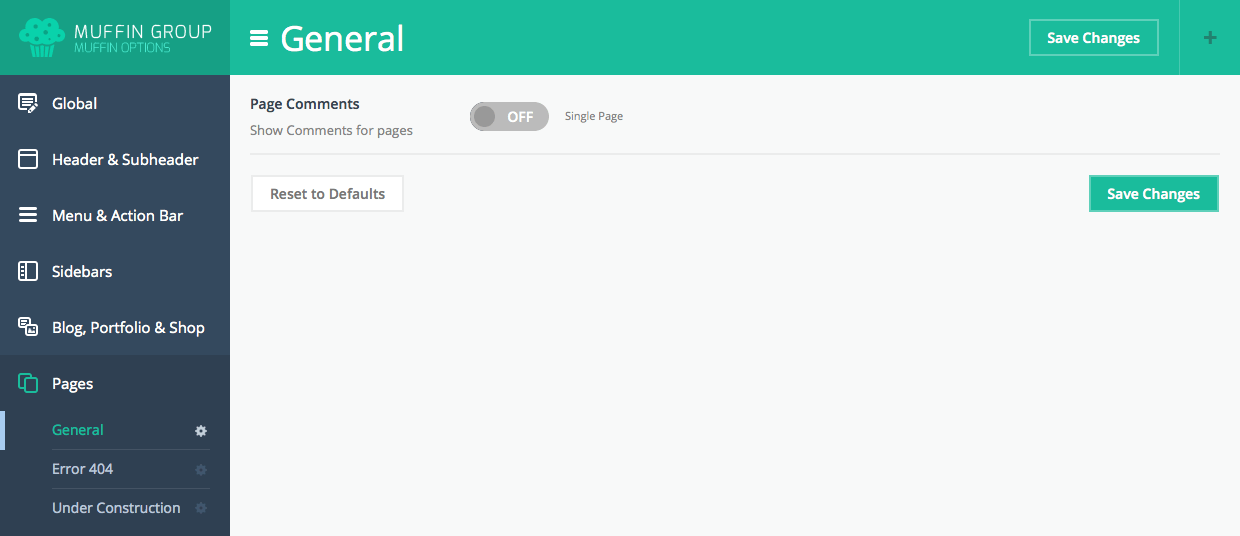 MUFFIN GROUP
MUFFIN OPTIONS
General
Save Changes
Global
Header & Subheader
Menu & Action Bar
Sidebars
Blog, Portfolio & Shop
Pages
General
Error 404
Under Construction
Page Comments
Show Comments for pages
OFF
Single Page
Reset to Defaults
Save Changes